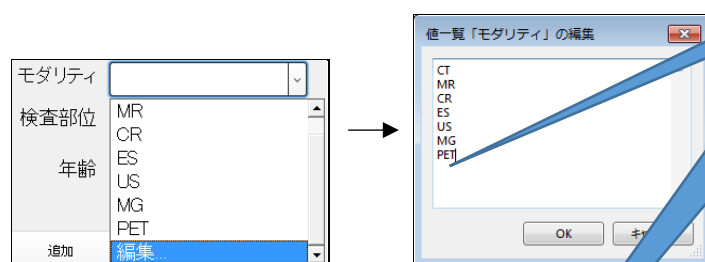 モダリティ
検査部位
年齢
追加
MR
CR
ES
US
MG
PET
編集...
値一覧「モダリティ」の編集
CT
MR
CR
ES
US
MG
PET
OK